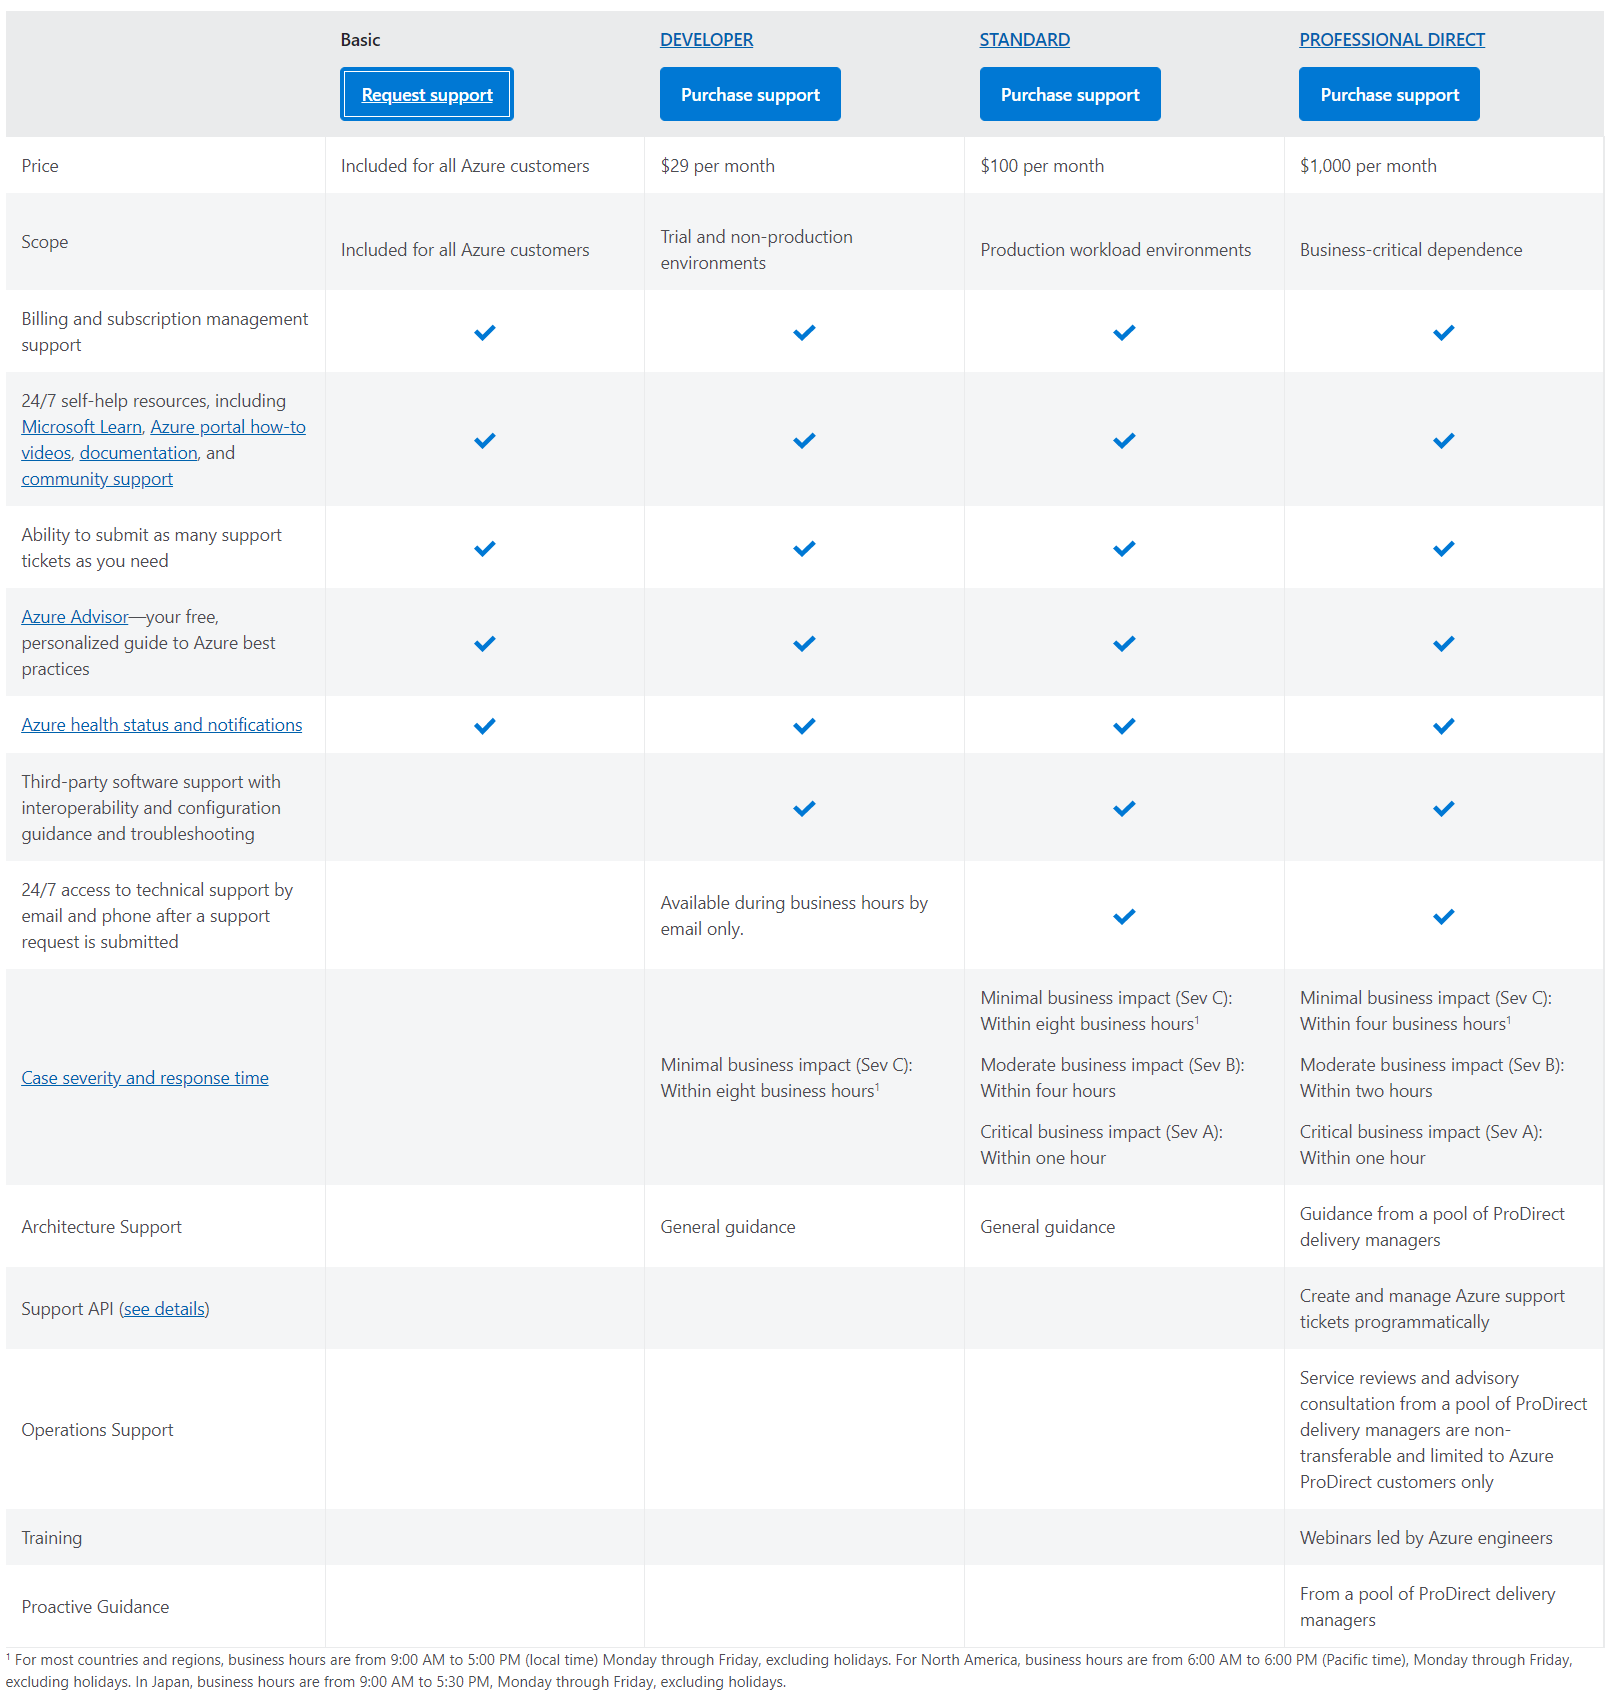 Basic
DEVELOPER
STANDARD
PROFESSIONAL DIRECT
Request support
Purchase support
Purchase support
Purchase support
Price
Included for all Azure customers
$29 per month
$100 per month
$1,000 per month
Scope
Included for all Azure customers
Trial and non-production
environments
Production workload environments
Business-critical dependence
Billing and subscription management
support
24/7 self-help resources, including
Microsoft Learn, Azure portal how-to
videos, documentation, and
community support
Ability to submit as many support
tickets as you need
Azure Advisor—your free,
personalized guide to Azure best
practices
Azure health status and notifications
Third-party software support with
interoperability and configuration
guidance and troubleshooting
24/7 access to technical support by
email and phone after a support
request is submitted
Available during business hours by
email only.
Case severity and response time
Minimal business impact (Sev C):
Within eight business hours¹
Minimal business impact (Sev C):
Within eight business hours¹
Moderate business impact (Sev B):
Within four hours
Critical business impact (Sev A):
Within one hour
Minimal business impact (Sev C):
Within four business hours¹
Moderate business impact (Sev B):
Within two hours
Critical business impact (Sev A):
Within one hour
Architecture Support
General guidance
General guidance
Guidance from a pool of ProDirect
delivery managers
Support API (see details)
Create and manage Azure support
tickets programmatically
Operations Support
Service reviews and advisory
consultation from a pool of ProDirect
delivery managers are non-
transferable and limited to Azure
ProDirect customers only
Training
Webinars led by Azure engineers
Proactive Guidance
From a pool of ProDirect delivery
managers
¹ For most countries and regions, business hours are from 9:00 AM to 5:00 PM (local time) Monday through Friday, excluding holidays. For North America, business hours are from 6:00 AM to 6:00 PM (Pacific time), Monday through Friday,
excluding holidays. In Japan, business hours are from 9:00 AM to 5:30 PM, Monday through Friday, excluding holidays.